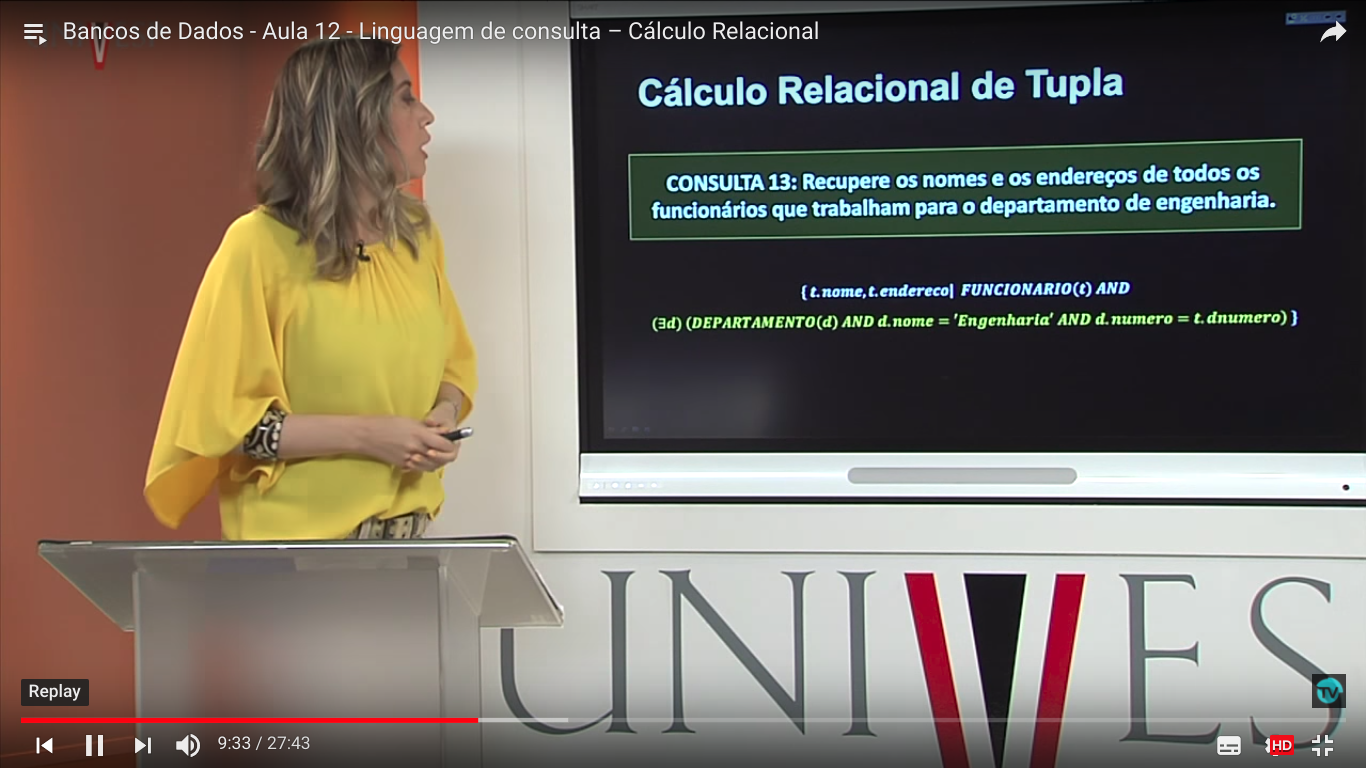 Bancos de Dados - Aula 12 - Linguagem de consulta – Cálculo Relacional
Cálculo Relacional de Tupla
CONSULTA 13: Recupere os nomes e os endereços de todos os
funcionários que trabalham para o departamento de engenharia.
{ t.nome,t.endereco| FUNCIONARIO(t) AND
(∃d) (DEPARTAMENTO(d) AND d.nome = 'Engenharia' AND d.numero = t.dnumero) }
UNIVES
Replay
TV
9:33 / 27:43
HD